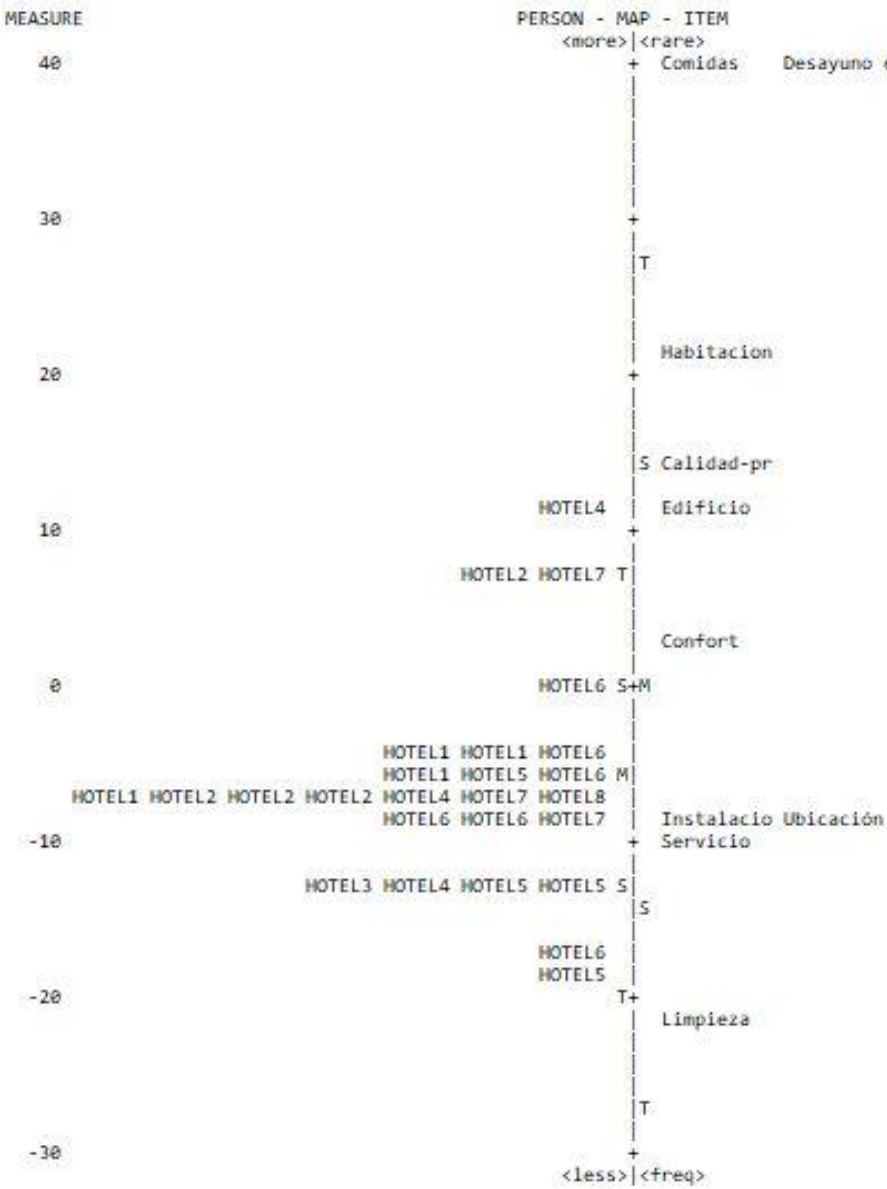 MEASURE PERSON - MAP - ITEM
<more>|<rare>
40 + Comidas Desayuno
30 +
|T
| Habitacion
20 +
|S Calidad-pr
HOTEL4 | Edificio
10 +
HOTEL2 HOTEL7 T|
| Confort
0 HOTEL6 S+M
HOTEL1 HOTEL1 HOTEL6 |
HOTEL1 HOTEL5 HOTEL6 M|
HOTEL1 HOTEL2 HOTEL2 HOTEL2 HOTEL4 HOTEL7 HOTEL8 |
HOTEL6 HOTEL6 HOTEL7 | Instalacio Ubicación
-10 + Servicio
HOTEL3 HOTEL4 HOTEL5 HOTEL5 S|
|S
HOTEL6 |
HOTEL5 |
-20 T+
| Limpieza
|T
-30 +
<less>|<freq>